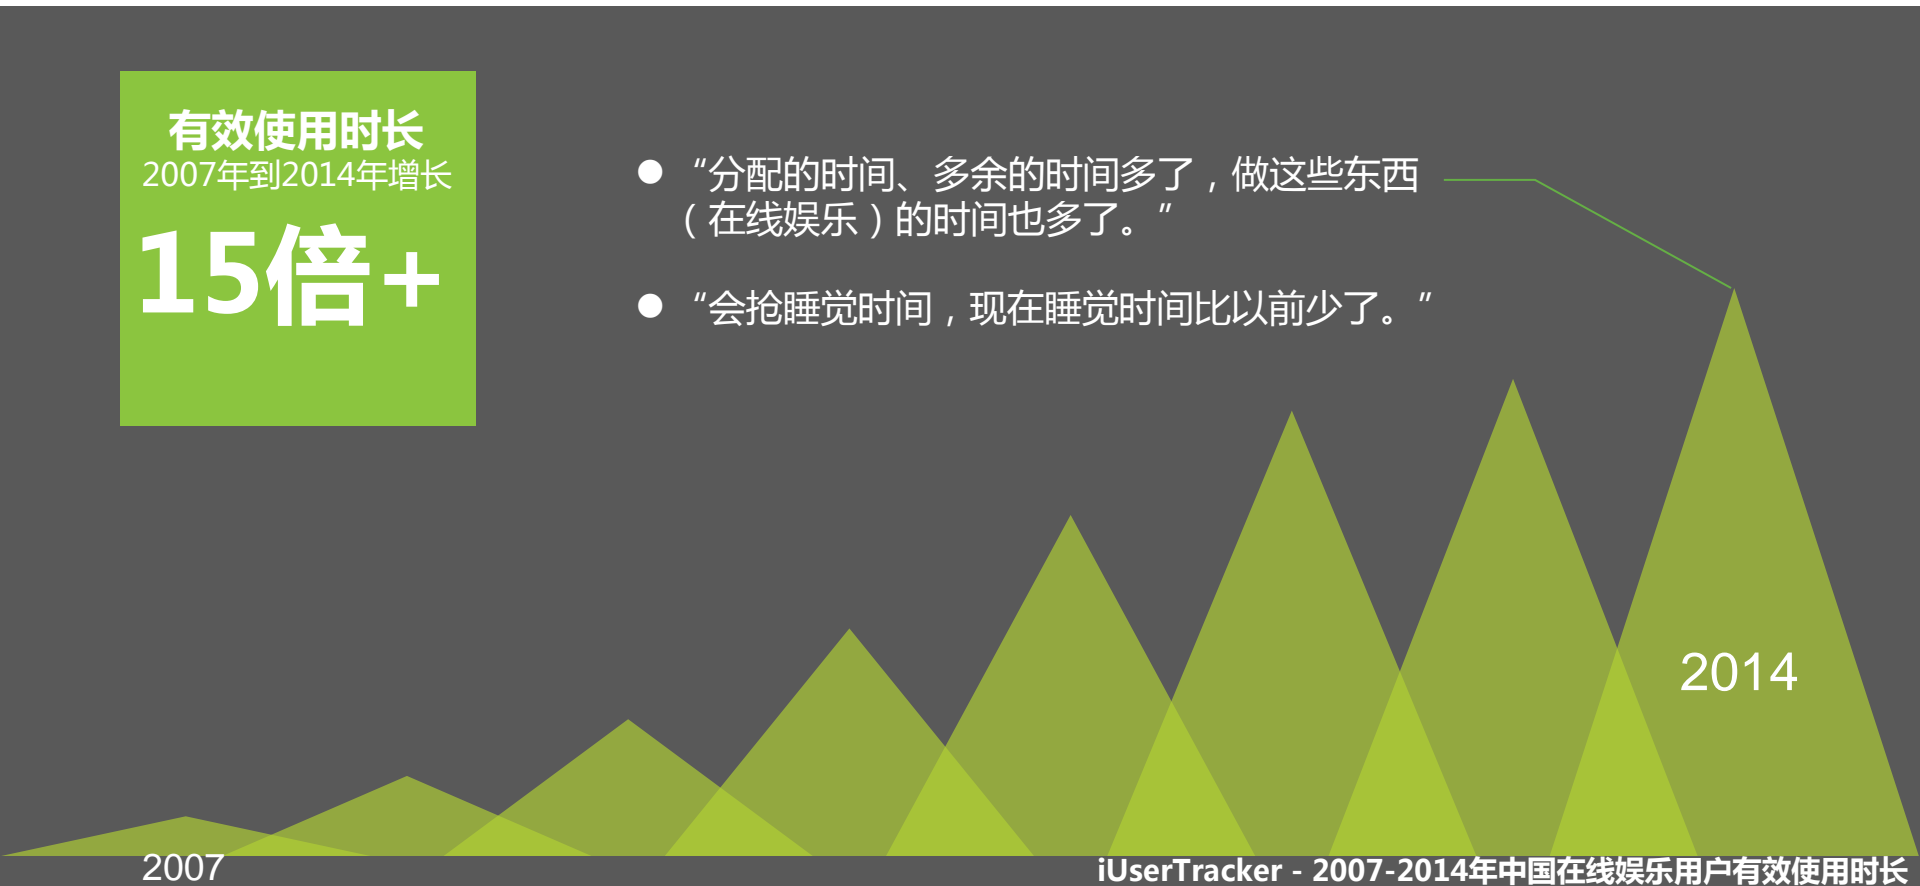 有效使用时长
2007年到2014年增长
15倍+
● “分配的时间、多余的时间多了，做这些东西
（在线娱乐）的时间也多了。”
● “会抢睡觉时间，现在睡觉时间比以前少了。”
2014
2007
iUserTracker - 2007-2014年中国在线娱乐用户有效使用时长